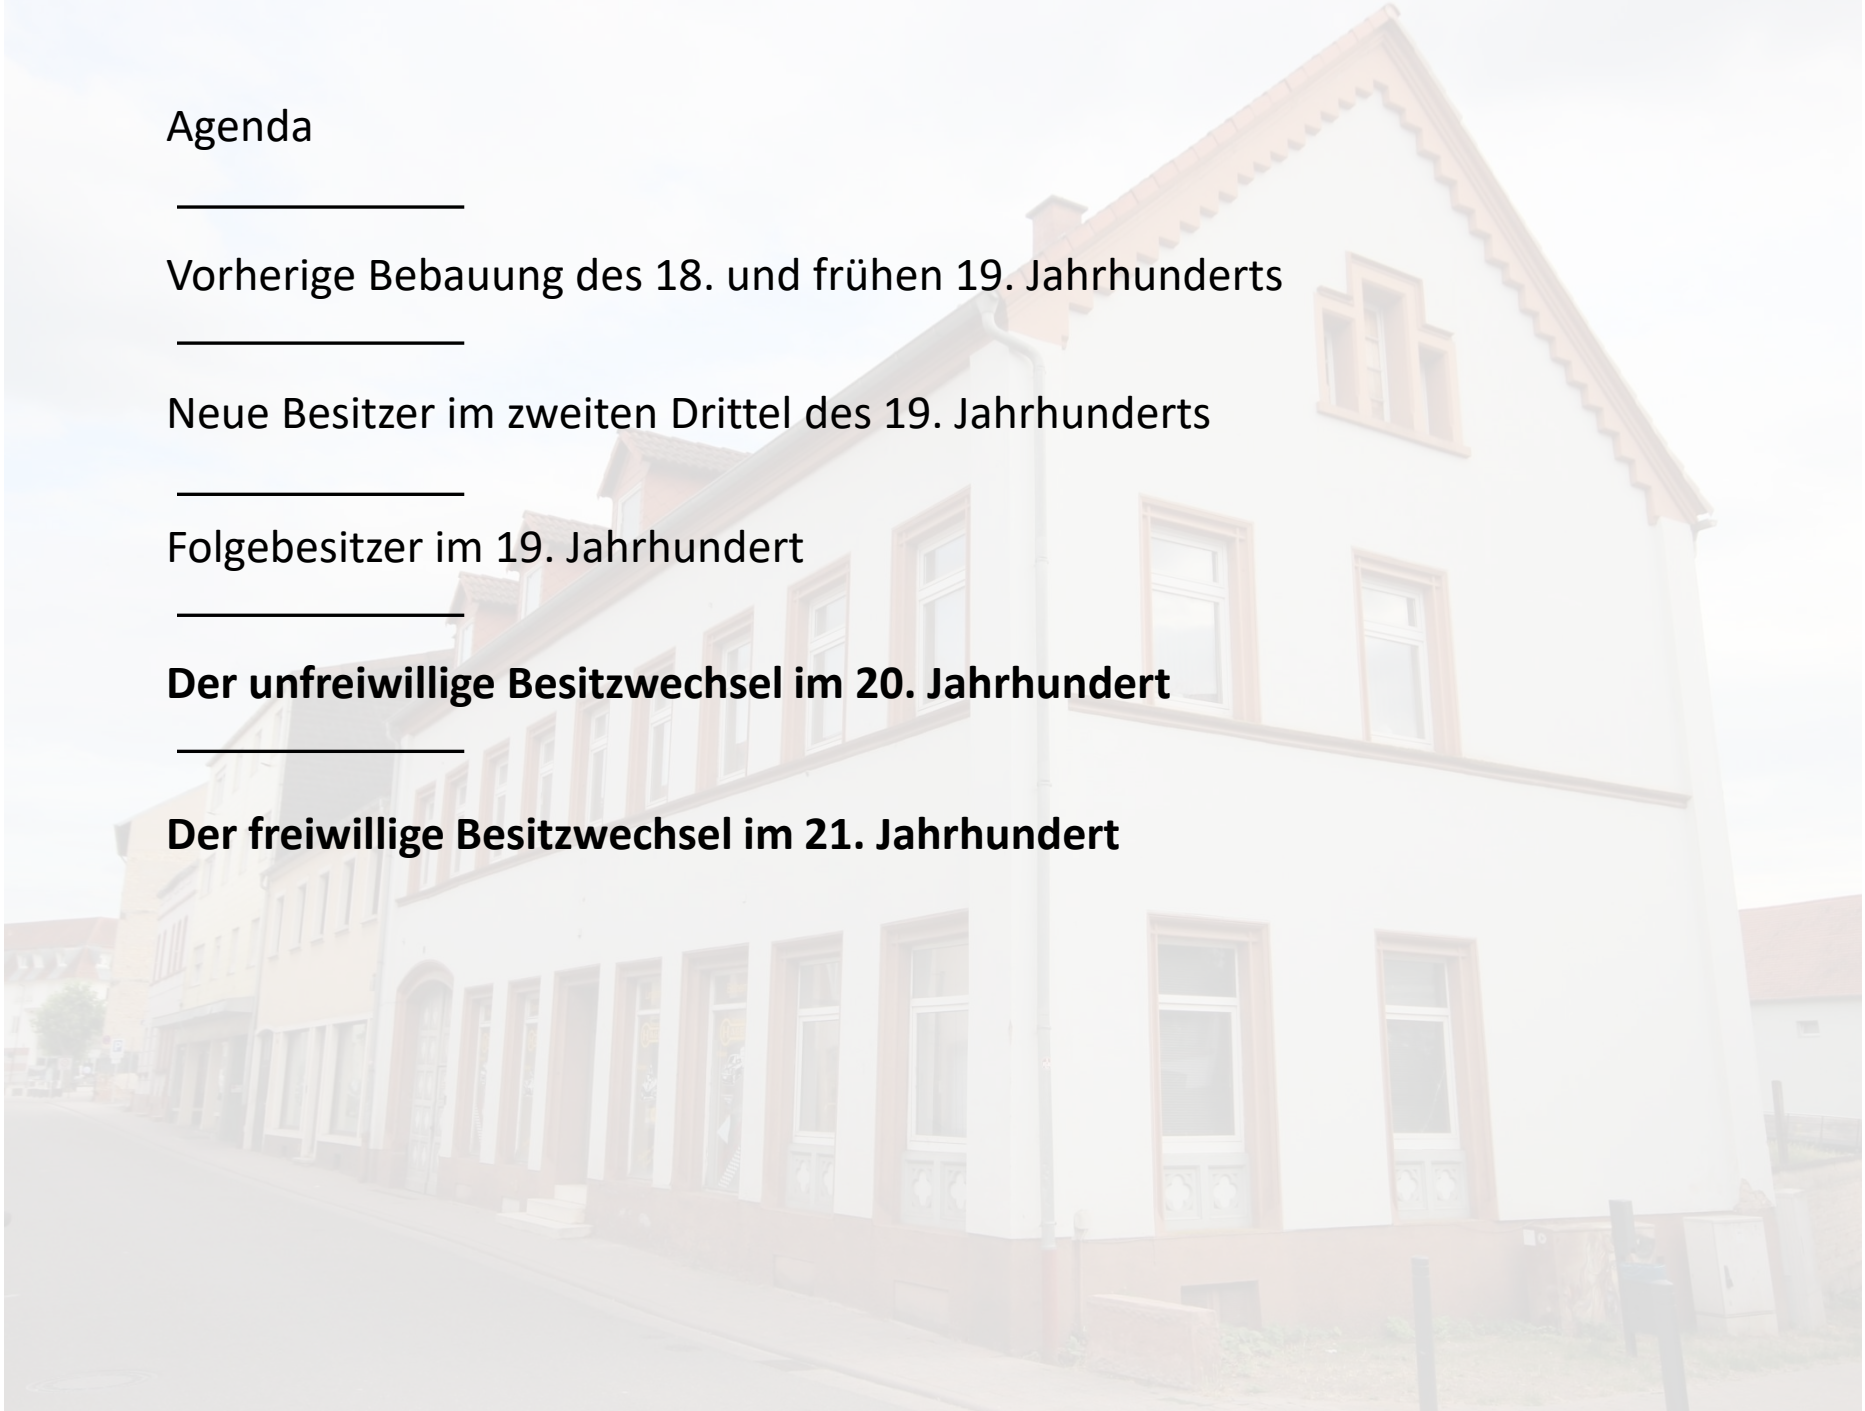 Agenda
Vorherige Bebauung des 18. und frühen 19. Jahrhunderts
Neue Besitzer im zweiten Drittel des 19. Jahrhunderts
Folgebesitzer im 19. Jahrhundert
Der unfreiwillige Besitzwechsel im 20. Jahrhundert
Der freiwillige Besitzwechsel im 21. Jahrhundert